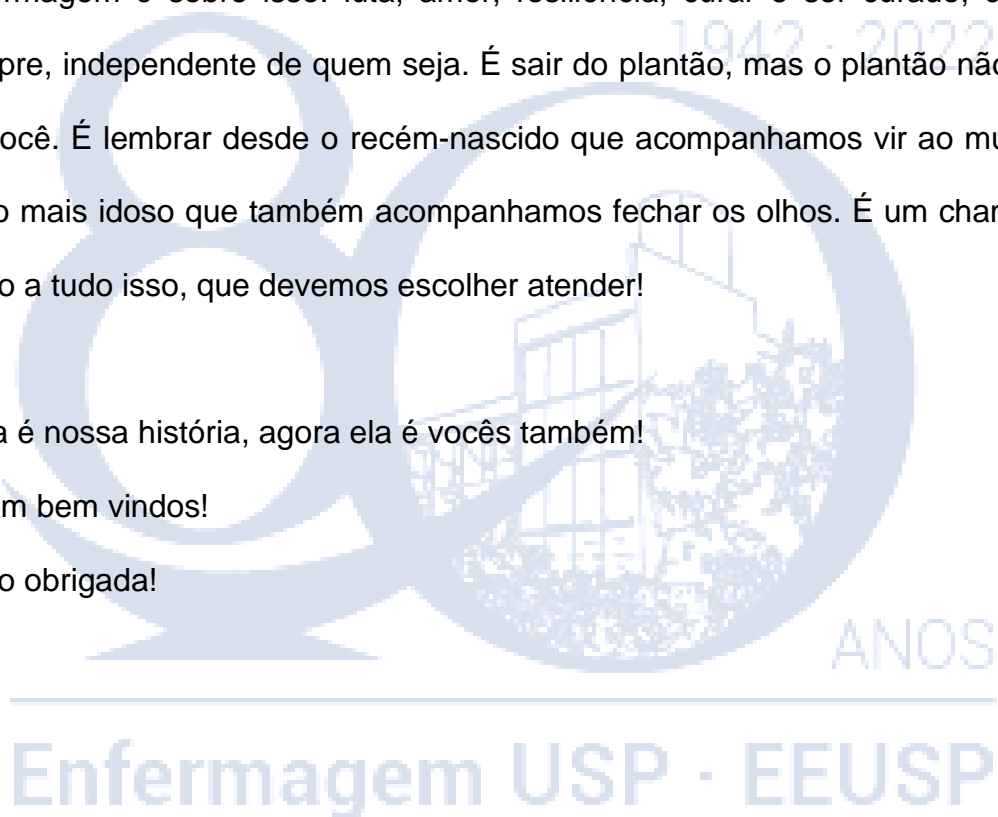 rmagem é sobre isso: luta, amor, resiliência, curar e ser curado,
1942 · 2022
pre, independente de quem seja. É sair do plantão, mas o plantão não
ocê. É lembrar desde o recém-nascido que acompanhamos vir ao mu
o mais idoso que também acompanhamos fechar os olhos. É um char
o a tudo isso, que devemos escolher atender!
a é nossa história, agora ela é vocês também!
m bem vindos!
o obrigada!
80
ANOS
Enfermagem USP · EEUSP